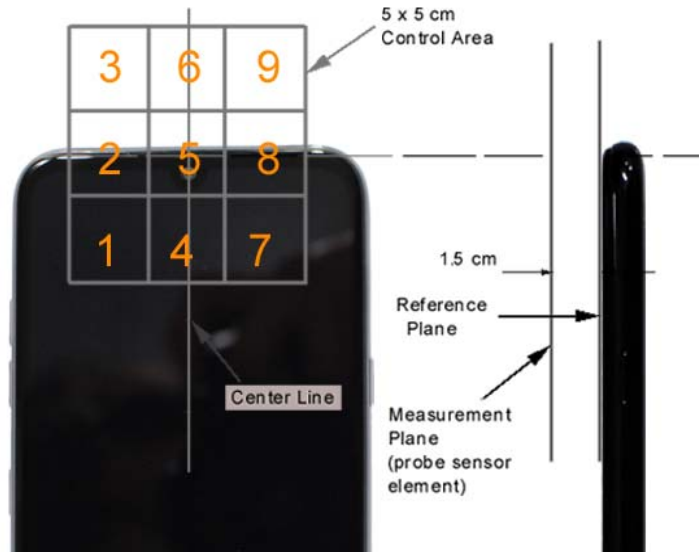 5 x 5 cm
Control Area
3 6 9
2 5 8
1 4 7
1.5 cm
Reference
Plane
Center Line
Measurement
Plane
(probe sensor
element)